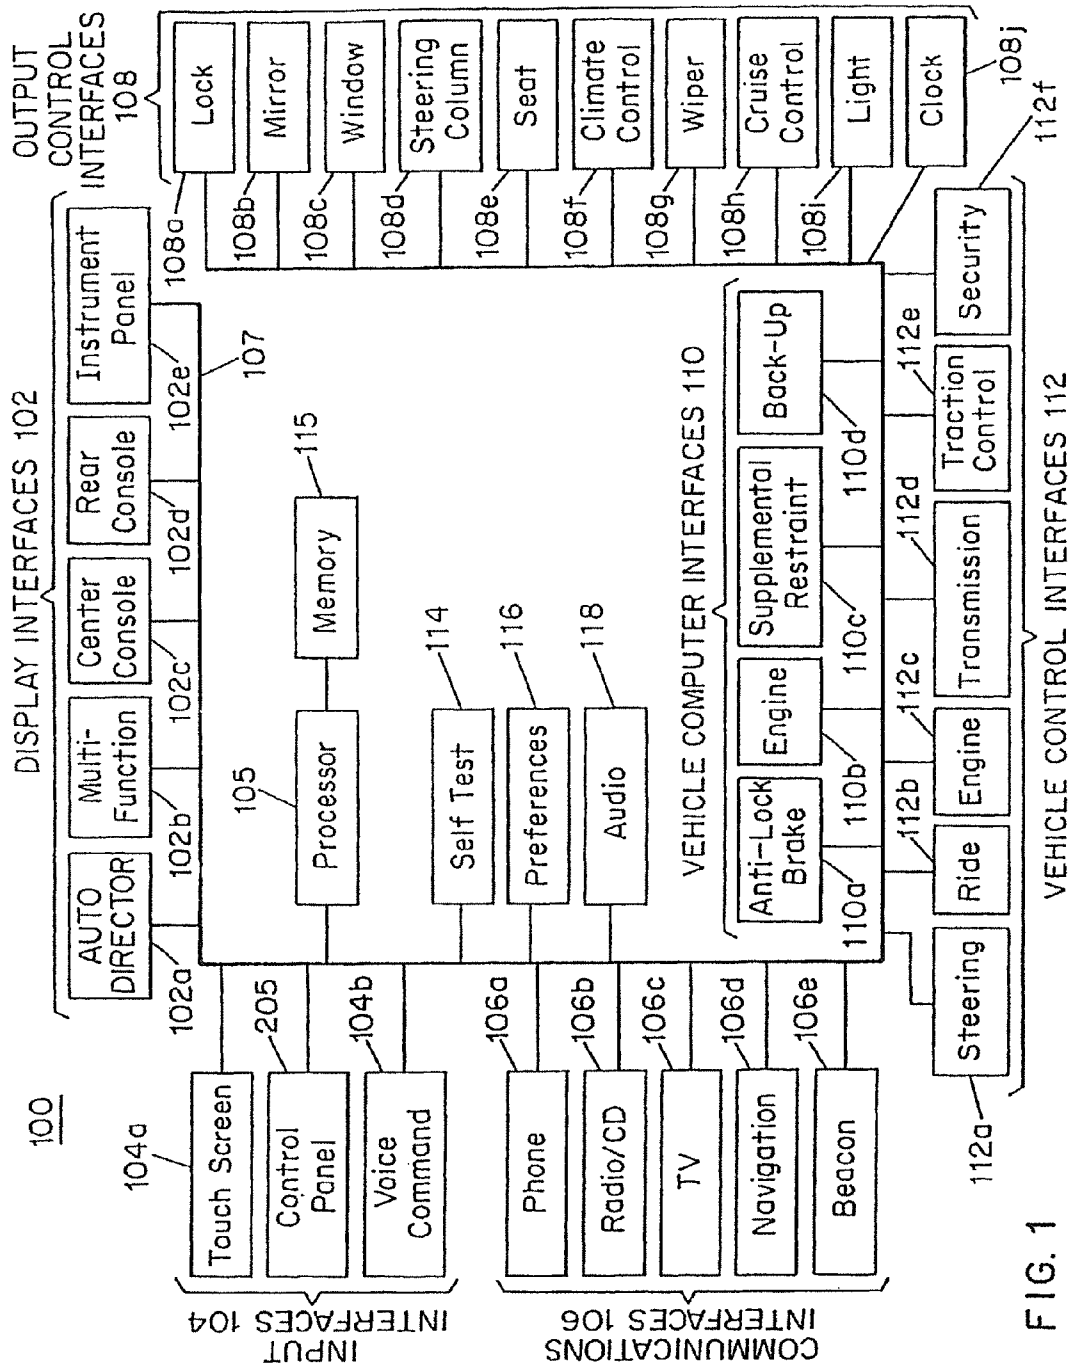 100
DISPLAY INTERFACES 102
AUTO
DIRECTOR
Multi-
Function
Center
Console
Rear
Console
Instrument
Panel
102a
102b
102c
102d
102e
107
OUTPUT
CONTROL
INTERFACES
108
Lock
Mirror
Window
Steering
Column
Seat
Climate
Control
Wiper
Cruise
Control
Light
Clock
108a
108b
108c
108d
108e
108f
108g
108h
108i
108j
INPUT
INTERFACES 104
Touch Screen
Control
Panel
Voice
Command
104a
205
104b
COMMUNICATIONS
INTERFACES 106
Phone
Radio/CD
TV
Navigation
Beacon
106a
106b
106c
106d
106e
Processor
105
Memory
115
Self Test
114
Preferences
116
Audio
118
VEHICLE COMPUTER INTERFACES 110
Anti-Lock
Brake
Engine
Supplemental
Restraint
Back-Up
110a
110b
110c
110d
Steering
Ride
Engine
Transmission
Traction
Control
Security
112a
112b
112c
112d
112e
112f
VEHICLE CONTROL INTERFACES 112
FIG. 1